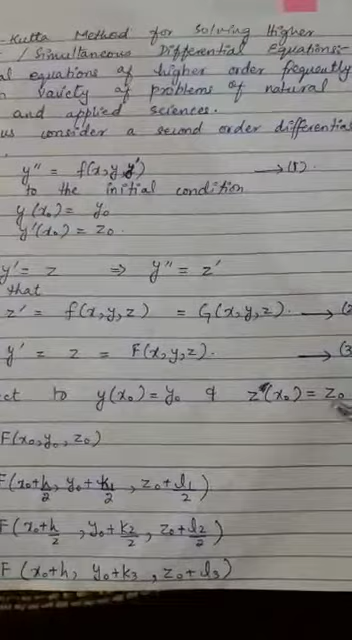 -Kutta Method for Solving Higher
/ Simultaneous Differential Equations:-
al equations of higher order frequently
variety of problems of natural
and applied sciences.
us consider a second order differential
y'' = f(x, y, y') → (1).
to the initial condition
y(x₀) = y₀
y'(x₀) = z₀.
y' = z ⇒ y'' = z'
that
z' = f(x, y, z) = G(x, y, z). → (2
y' = z = F(x, y, z). → (3
ct to y(x₀) = y₀ & z(x₀) = z₀
F(x₀, y₀, z₀)
F(x₀+h/2, y₀+k₁/2, z₀+l₁/2)
F(x₀+h/2, y₀+k₂/2, z₀+l₂/2)
F(x₀+h, y₀+k₃, z₀+l₃)